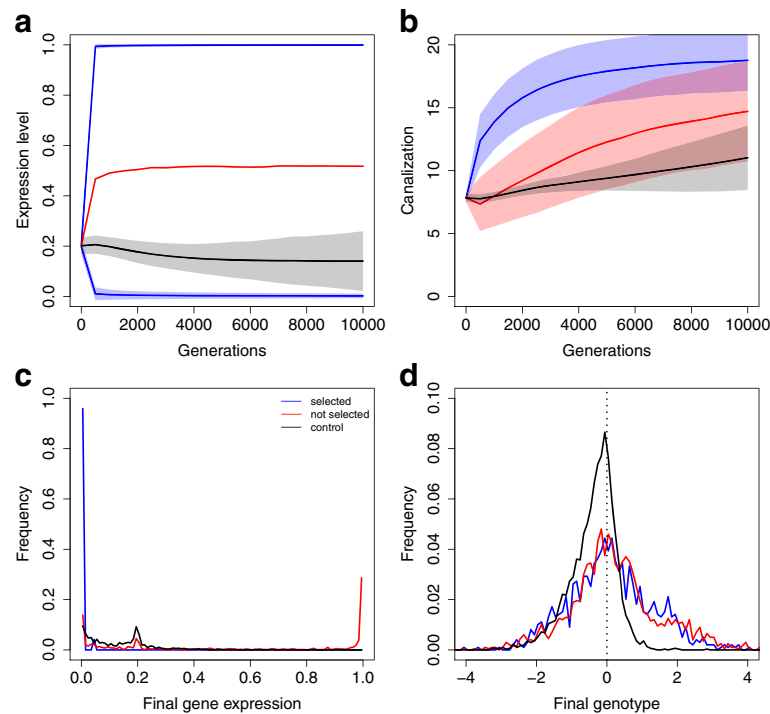 a
Expression level
1.0
0.8
0.6
0.4
0.2
0.0
0 2000 4000 6000 10000
Generations
b
Canalization
20
15
10
5
0
0 2000 4000 6000 10000
Generations
c
Frequency
1.0
0.8
0.6
0.4
0.2
0.0
selected
not selected
control
0.0 0.2 0.4 0.6 0.8 1.0
Final gene expression
d
Frequency
0.10
0.08
0.06
0.04
0.02
0.00
−4 −2 0 2 4
Final genotype